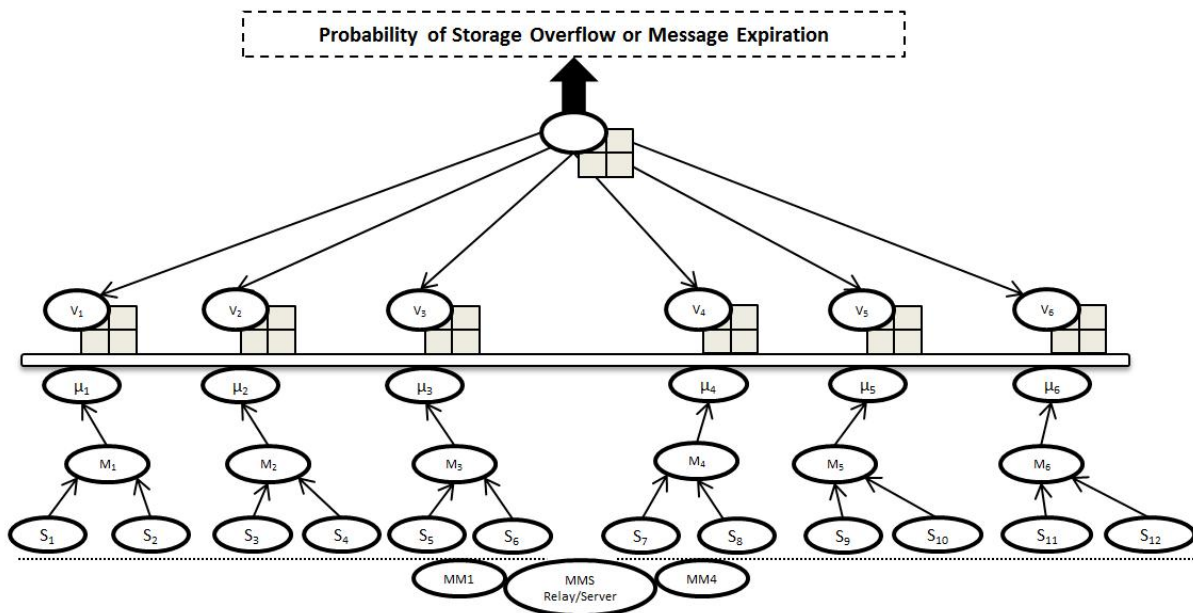 Probability of Storage Overflow or Message Expiration
V₁ V₂ V₃ V₄ V₅ V₆
μ₁ μ₂ μ₃ μ₄ μ₅ μ₆
M₁ M₂ M₃ M₄ M₅ M₆
S₁ S₂ S₃ S₄ S₅ S₆ S₇ S₈ S₉ S₁₀ S₁₁ S₁₂
MM1 MMS MM4
Relay/Server